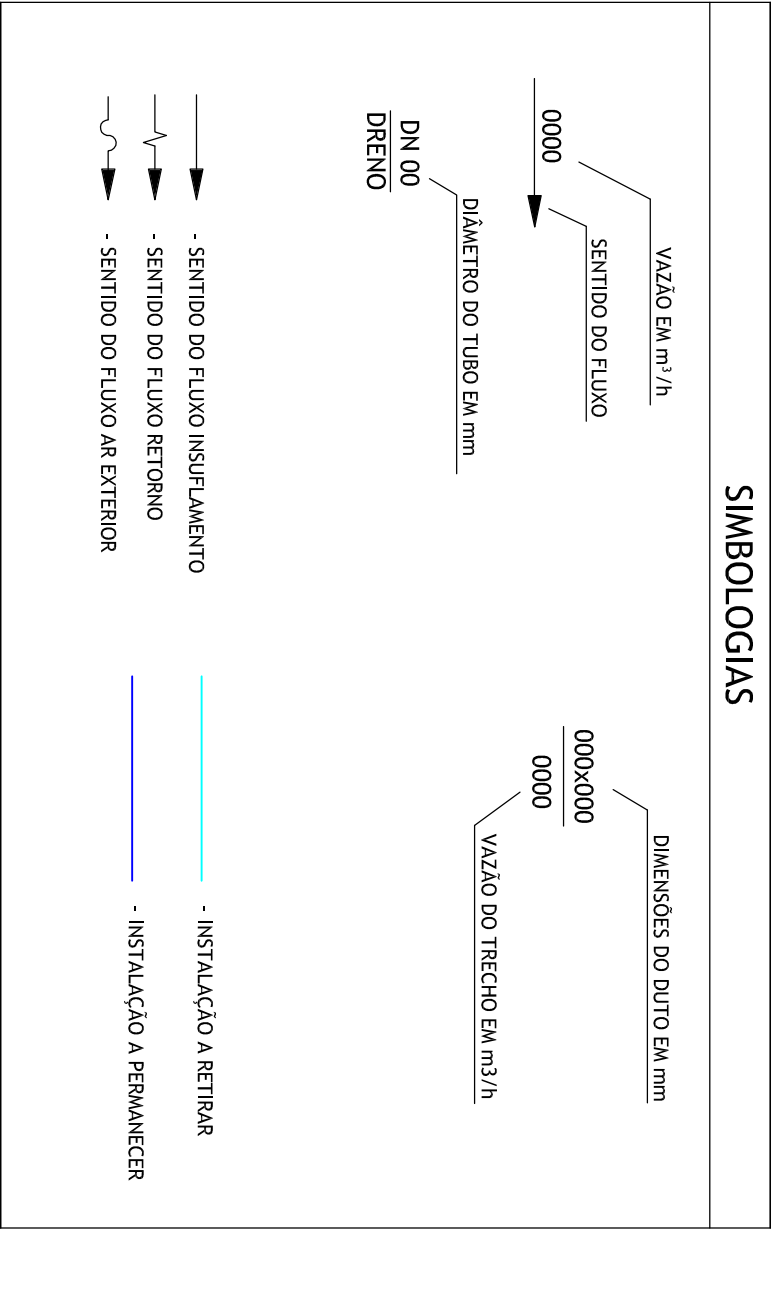 SIMBOLOGIAS
VAZÃO EM m³/h
SENTIDO DO FLUXO
0000
DIÂMETRO DO TUBO EM mm
DN 00
DRENO
DIMENSÕES DO DUTO EM mm
000x000
0000
VAZÃO DO TRECHO EM m3/h
- SENTIDO DO FLUXO INSUFLAMENTO
- SENTIDO DO FLUXO RETORNO
- SENTIDO DO FLUXO AR EXTERIOR
- INSTALAÇÃO A RETIRAR
- INSTALAÇÃO A PERMANECER